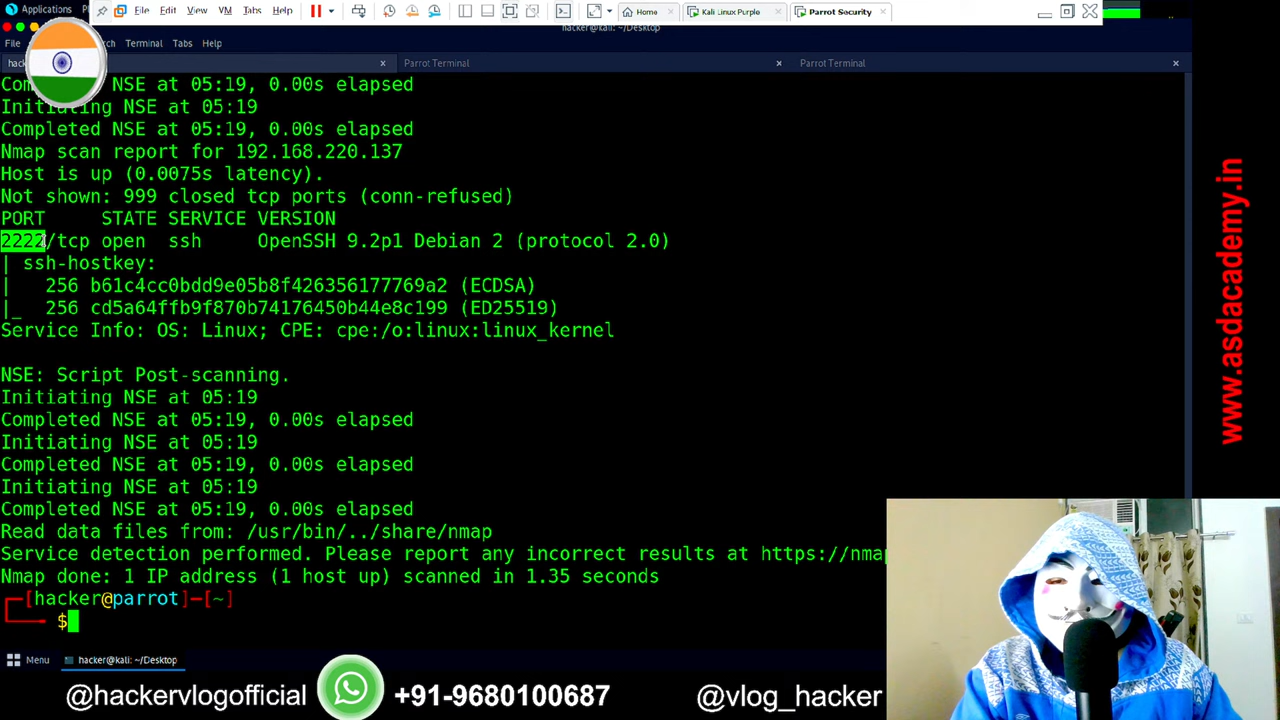 Applications
File Edit View VM Tabs Help
Home
Kali Linux Purple
Parrot Security
hacker@kali: ~/Desktop
File
Terminal Tabs Help
Parrot Terminal
Parrot Terminal
NSE at 05:19, 0.00s elapsed
NSE at 05:19
Completed NSE at 05:19, 0.00s elapsed
Nmap scan report for 192.168.220.137
Host is up (0.0075s latency).
Not shown: 999 closed tcp ports (conn-refused)
PORT STATE SERVICE VERSION
2222/tcp open ssh OpenSSH 9.2p1 Debian 2 (protocol 2.0)
| ssh-hostkey:
| 256 b61c4cc0bdd9e05b8f426356177769a2 (ECDSA)
|_ 256 cd5a64ffb9f870b74176450b44e8c199 (ED25519)
Service Info: OS: Linux; CPE: cpe:/o:linux:linux_kernel
NSE: Script Post-scanning.
Initiating NSE at 05:19
Completed NSE at 05:19, 0.00s elapsed
Initiating NSE at 05:19
Completed NSE at 05:19, 0.00s elapsed
Initiating NSE at 05:19
Completed NSE at 05:19, 0.00s elapsed
Read data files from: /usr/bin/../share/nmap
Service detection performed. Please report any incorrect results at https://nmap
Nmap done: 1 IP address (1 host up) scanned in 1.35 seconds
[hacker@parrot]─[~]
$
Menu
hacker@kali: ~/Desktop
@hackervlogofficial
+91-9680100687
@vlog_hacker
www.asdacademy.in